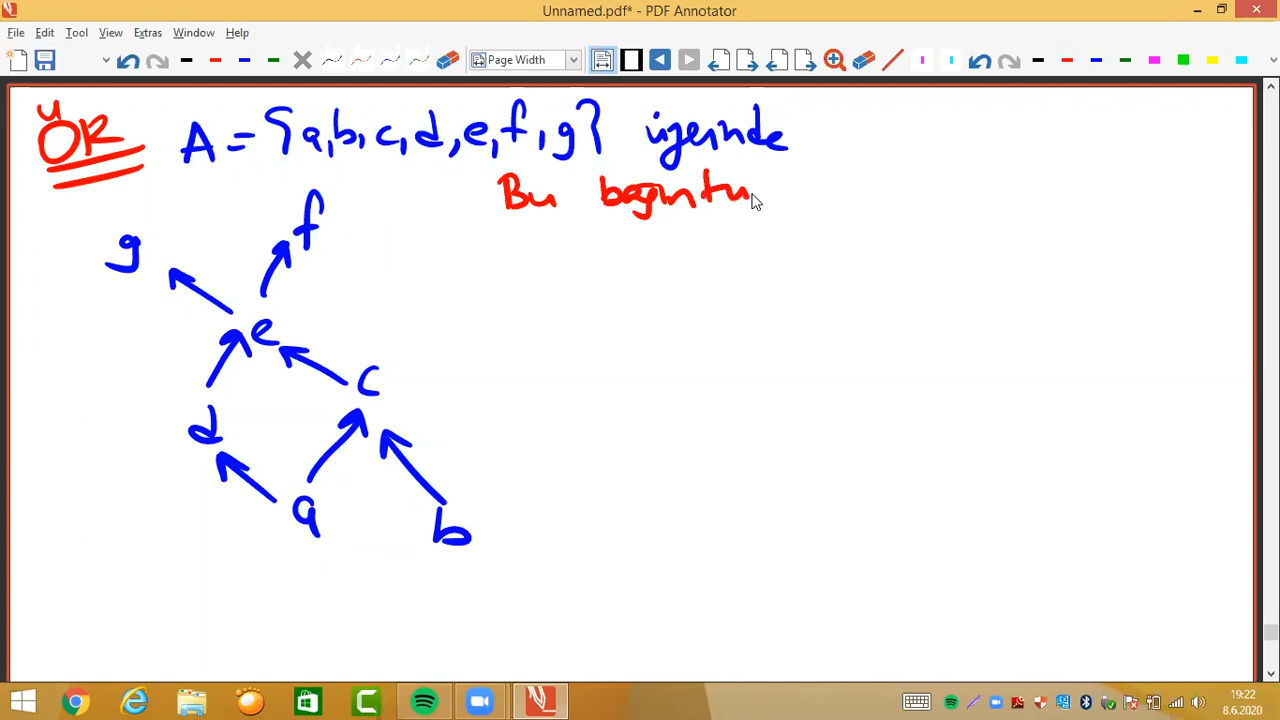 Unnamed.pdf* - PDF Annotator
File Edit Tool View Extras Window Help
Page Width
ÖR A = {a, b, c, d, e, f, g} üzerinde
Bu bağıntı
f
g
e
c
d
a
b
19:22
8.6.2020